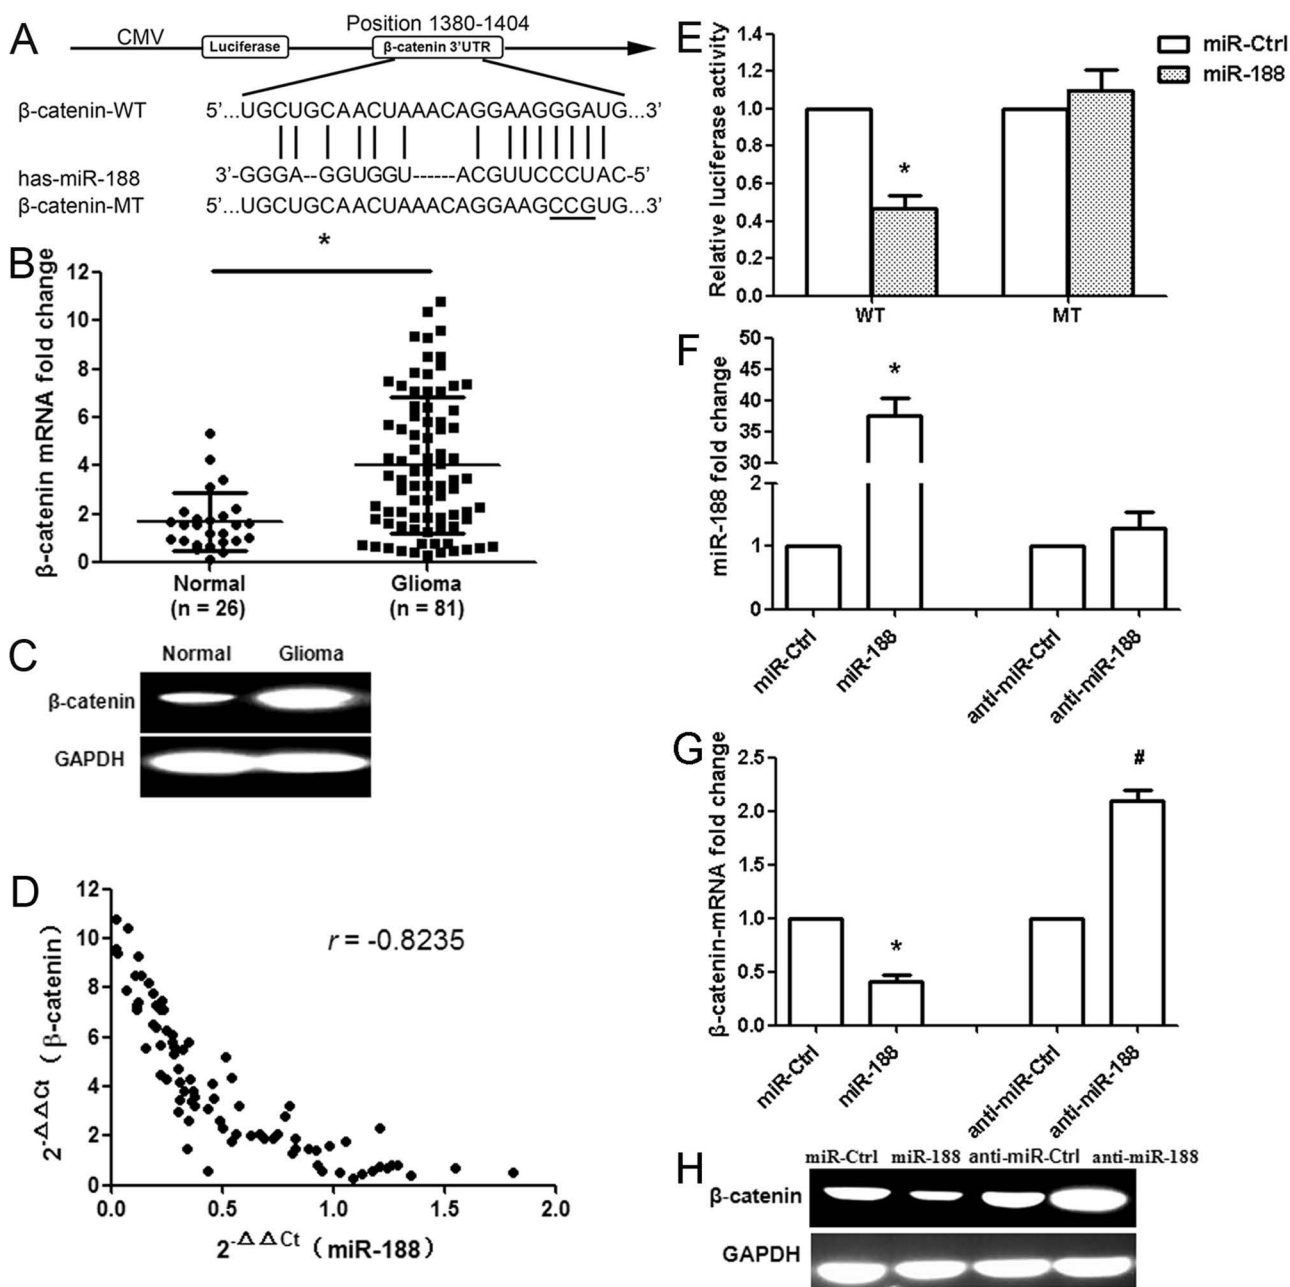 A
CMV
Luciferase
Position 1380-1404
β-catenin 3'UTR
β-catenin-WT 5'...UGCUGCAACUAAACAGGAAGGGAUG...3'
has-miR-188 3'-GGGA--GGUGGU------ACGUUCCCUAC-5'
β-catenin-MT 5'...UGCUGCAACUAAACAGGAAGCCGUG...3'
B
*
β-catenin mRNA fold change
12
10
8
6
4
2
0
Normal Glioma
(n = 26) (n = 81)
C
Normal Glioma
β-catenin
GAPDH
D
r = -0.8235
2-△△Ct (β-catenin)
12
10
8
6
4
2
0
0.0 0.5 1.0 1.5 2.0
2-△△Ct (miR-188)
E
Relative luciferase activity
1.4
1.2
1.0
0.8
0.6
0.4
0.2
0.0
*
WT MT
miR-Ctrl
miR-188
F
miR-188 fold change
50
45
40
35
30
2
1
0
*
miR-Ctrl miR-188 anti-miR-Ctrl anti-miR-188
G
β-catenin-mRNA fold change
2.5
2.0
1.5
1.0
0.5
0.0
*
#
miR-Ctrl miR-188 anti-miR-Ctrl anti-miR-188
H
miR-Ctrl miR-188 anti-miR-Ctrl anti-miR-188
β-catenin
GAPDH